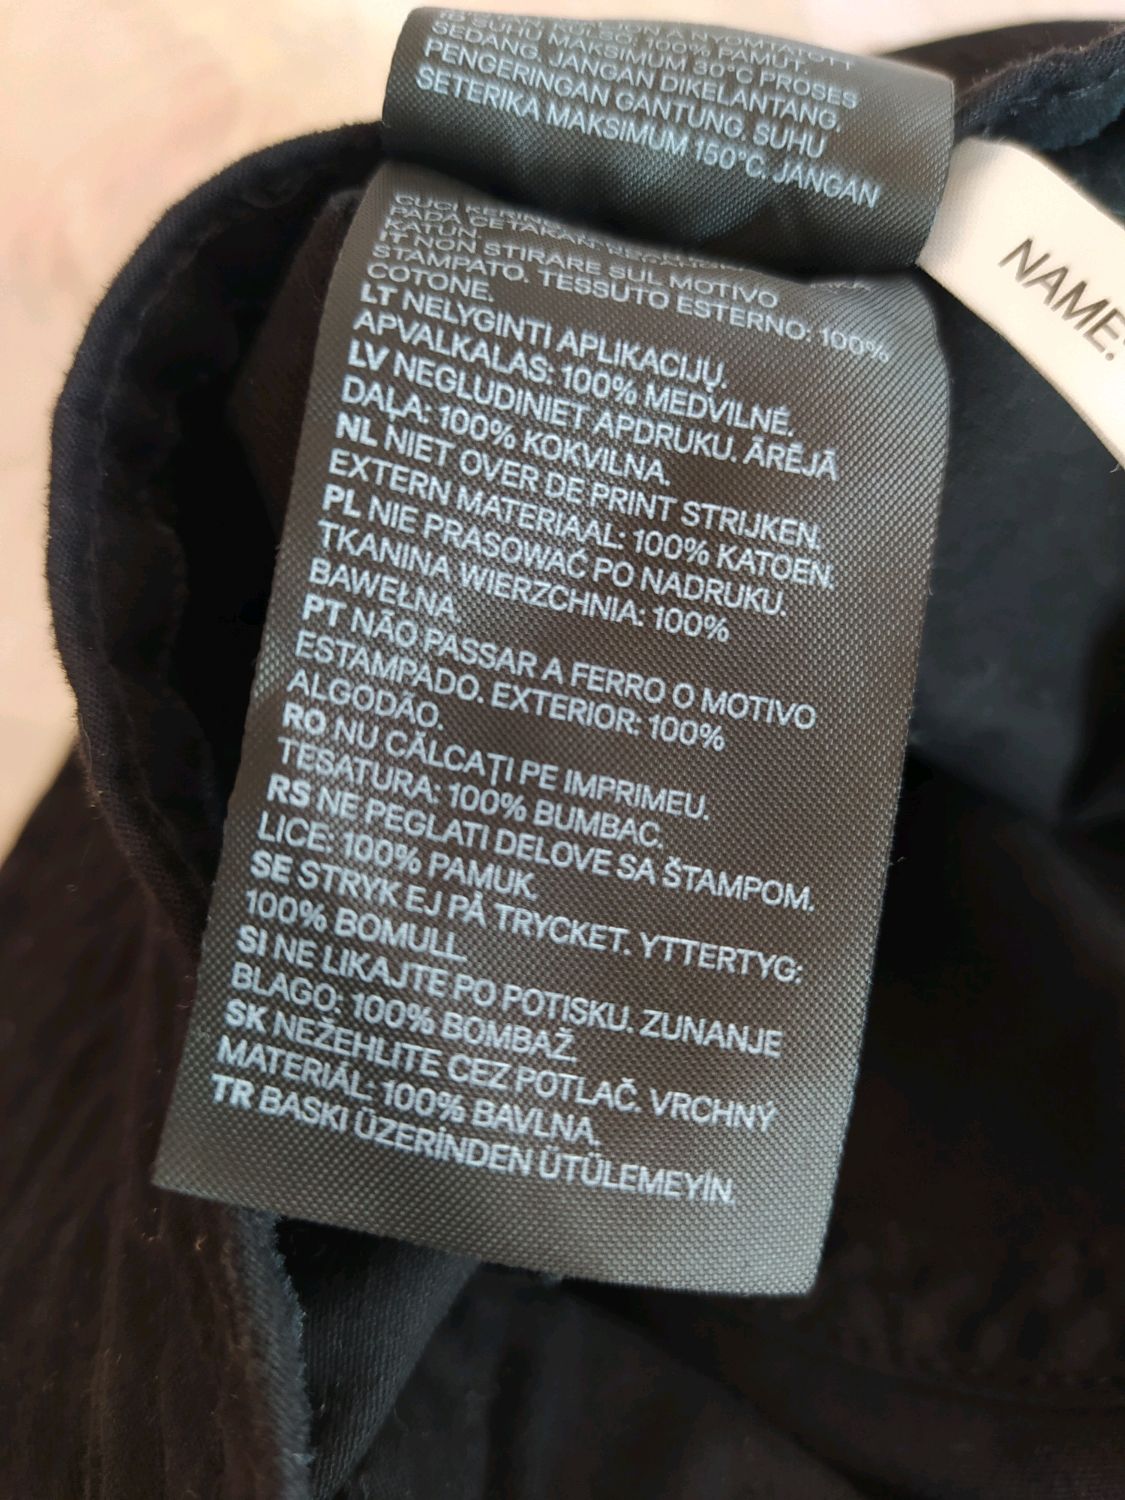 SUHU MAKSIMUM 30°C PROSES
SEDANG. JANGAN DIKELANTANG.
PENGERINGAN GANTUNG. SUHU
SETERIKA MAKSIMUM 150°C. JANGAN
IT NON STIRARE SUL MOTIVO
STAMPATO. TESSUTO ESTERNO: 100%
COTONE.
LT NELYGINTI APLIKACIJŲ.
APVALKALAS: 100% MEDVILNĖ.
LV NEGLUDINIET APDRUKU. ĀRĒJĀ
DAĻA: 100% KOKVILNA.
NL NIET OVER DE PRINT STRIJKEN.
EXTERN MATERIAAL: 100% KATOEN.
PL NIE PRASOWAĆ PO NADRUKU.
TKANINA WIERZCHNIA: 100%
BAWEŁNA
PT NÃO PASSAR A FERRO O MOTIVO
ESTAMPADO. EXTERIOR: 100%
ALGODÃO.
RO NU CĂLCAȚI PE IMPRIMEU.
ȚESATURA: 100% BUMBAC.
RS NE PEGLATI DELOVE SA ŠTAMPOM.
LICE: 100% PAMUK.
SE STRYK EJ PÅ TRYCKET. YTTERTYG:
100% BOMULL.
SI NE LIKAJTE PO POTISKU. ZUNANJE
BLAGO: 100% BOMBAŽ.
SK NEŽEHLITE CEZ POTLAČ. VRCHNÝ
MATERIÁL: 100% BAVLNA.
TR BASKI ÜZERİNDEN ÜTÜLEMEYİN.
NAME: